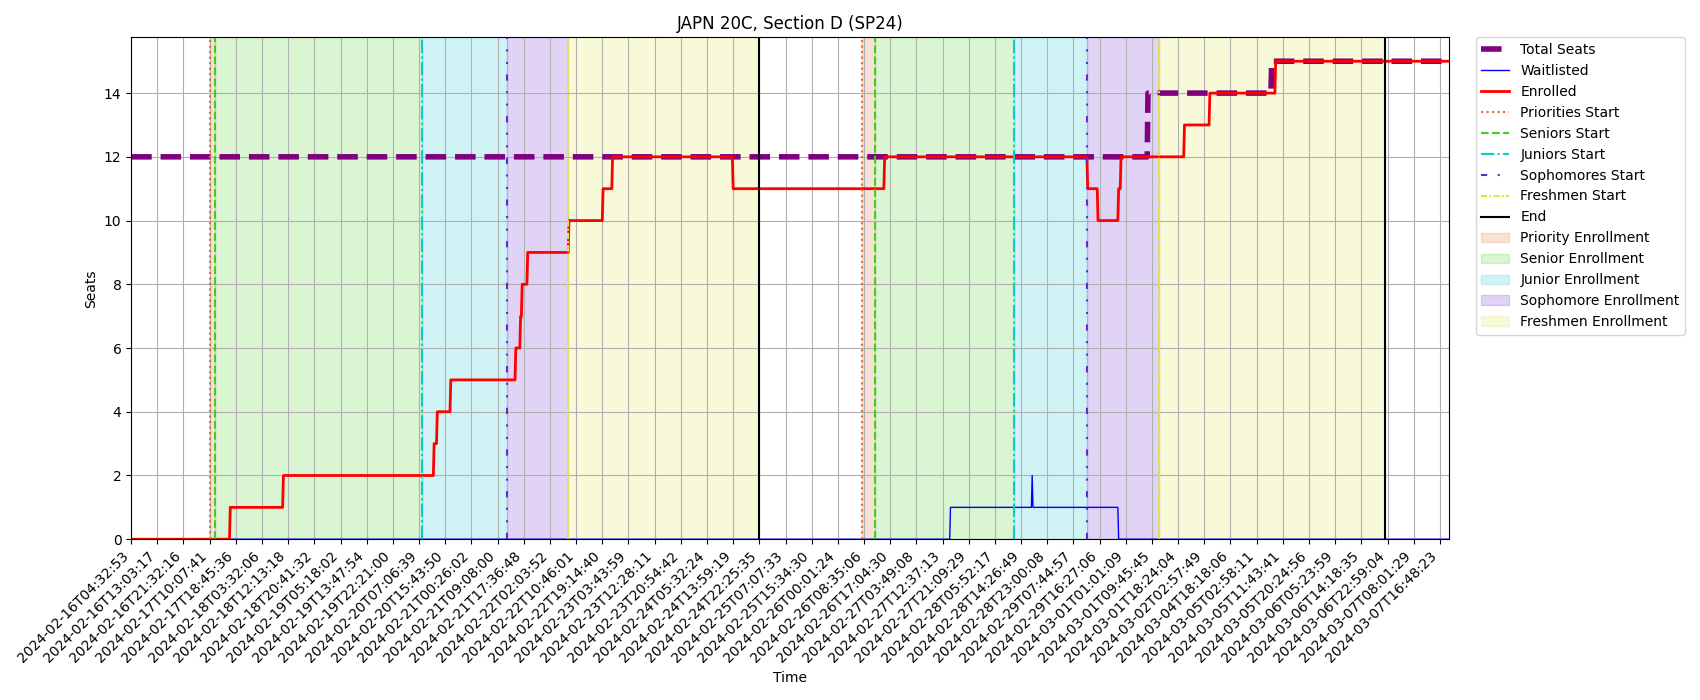 JAPN 20C, Section D (SP24)
Seats
14
12
10
8
6
4
2
0
2024-02-16T04:32:53
2024-02-16T13:03:17
2024-02-16T21:32:16
2024-02-17T10:07:41
2024-02-17T18:45:36
2024-02-18T03:32:06
2024-02-18T12:13:18
2024-02-18T20:41:32
2024-02-19T05:18:02
2024-02-19T13:47:54
2024-02-19T22:21:00
2024-02-20T07:06:39
2024-02-20T15:43:50
2024-02-21T00:26:02
2024-02-21T09:08:00
2024-02-21T17:36:48
2024-02-22T02:03:52
2024-02-22T10:46:01
2024-02-22T19:14:40
2024-02-23T03:43:59
2024-02-23T12:28:11
2024-02-23T20:54:42
2024-02-24T05:32:24
2024-02-24T13:59:19
2024-02-24T22:25:35
2024-02-25T07:07:33
2024-02-25T15:34:30
2024-02-26T00:01:24
2024-02-26T08:35:06
2024-02-26T17:04:30
2024-02-27T03:49:08
2024-02-27T12:37:13
2024-02-27T21:09:29
2024-02-28T05:52:17
2024-02-28T14:26:49
2024-02-28T23:00:08
2024-02-29T07:44:57
2024-02-29T16:27:06
2024-03-01T01:01:09
2024-03-01T09:45:45
2024-03-01T18:24:04
2024-03-02T02:57:49
2024-03-04T18:18:06
2024-03-05T02:58:11
2024-03-05T11:43:41
2024-03-05T20:24:56
2024-03-06T05:23:59
2024-03-06T14:18:35
2024-03-06T22:59:04
2024-03-07T08:01:29
2024-03-07T16:48:23
Time
Total Seats
Waitlisted
Enrolled
Priorities Start
Seniors Start
Juniors Start
Sophomores Start
Freshmen Start
End
Priority Enrollment
Senior Enrollment
Junior Enrollment
Sophomore Enrollment
Freshmen Enrollment